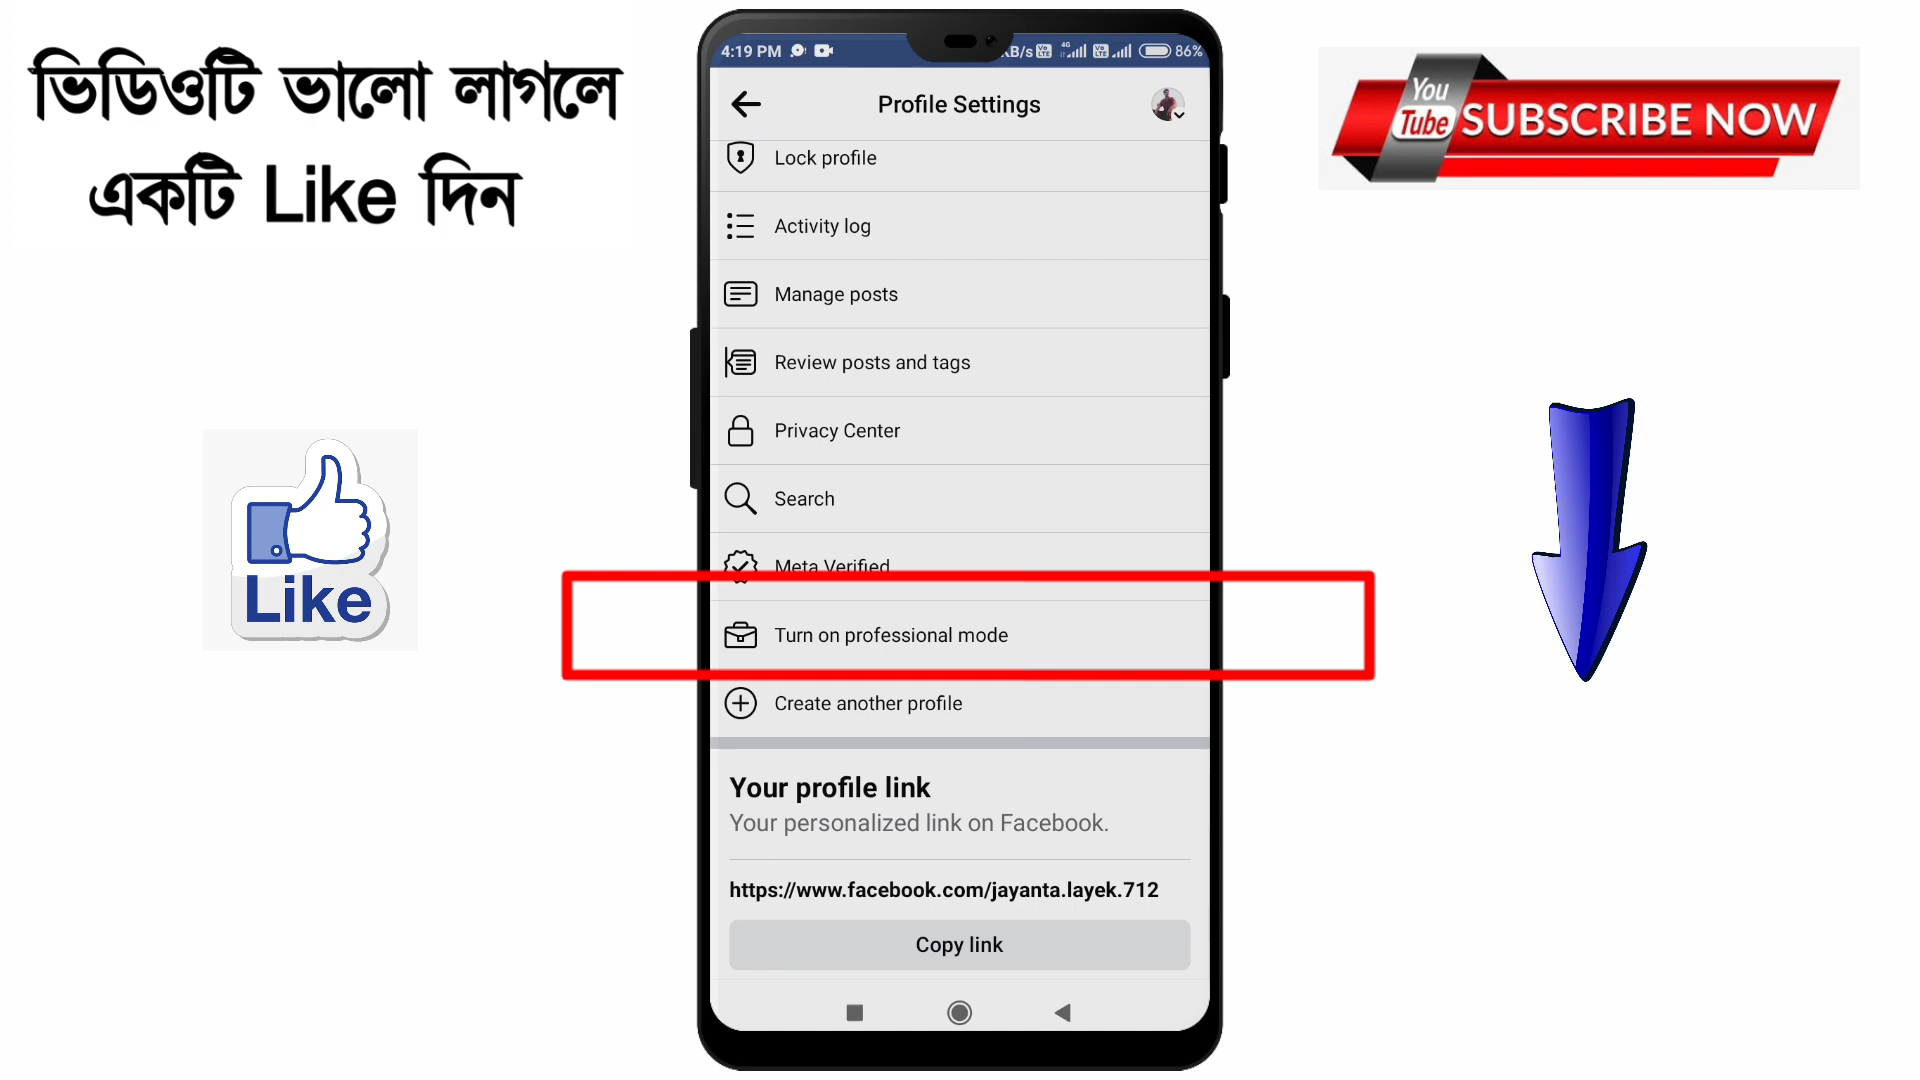 ভিডিওটি ভালো লাগলে
একটি Like দিন
Like
4:19 PM
KB/s
4G
86%
Profile Settings
Lock profile
Activity log
Manage posts
Review posts and tags
Privacy Center
Search
Meta Verified
Turn on professional mode
Create another profile
Your profile link
Your personalized link on Facebook.
https://www.facebook.com/jayanta.layek.712
Copy link
You
Tube SUBSCRIBE NOW